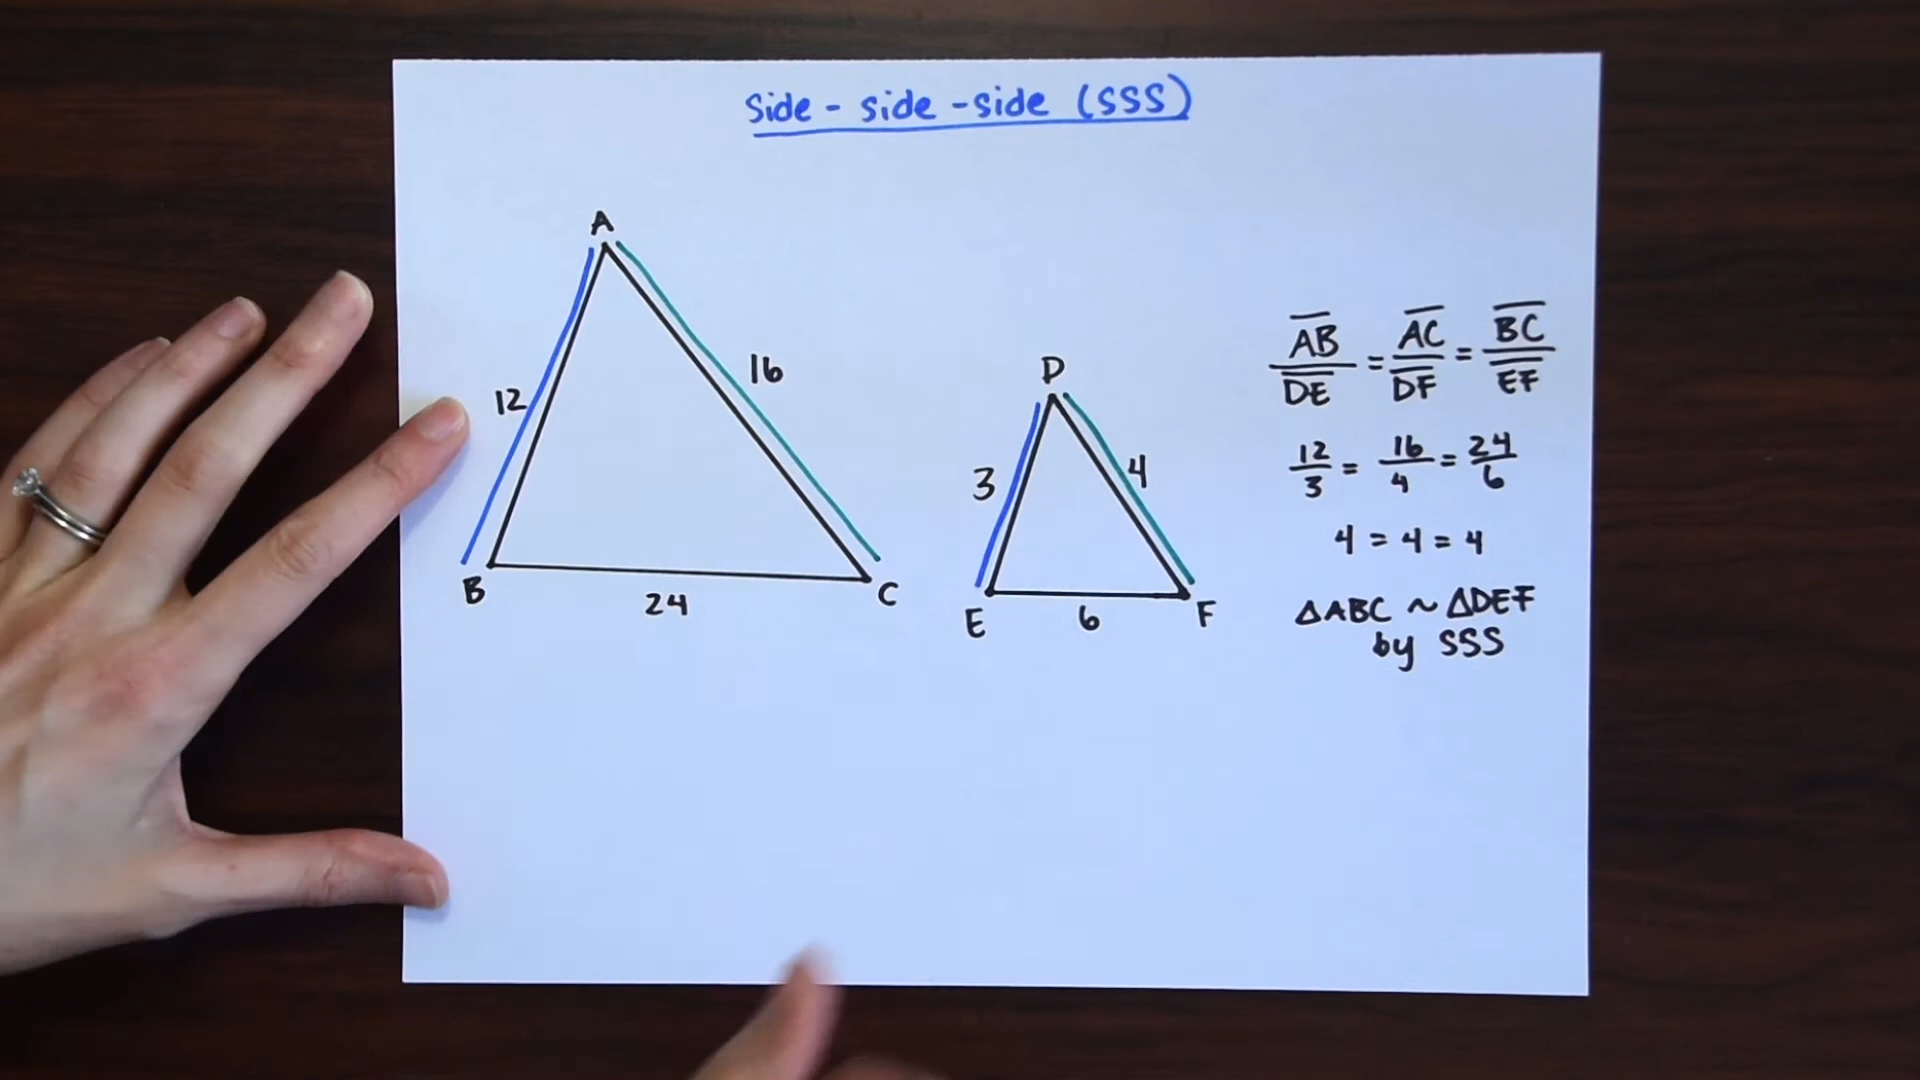 Side - side - side (SSS)
A
12
16
B
24
C
D
3
4
E
6
F
AB/DE = AC/DF = BC/EF
12/3 = 16/4 = 24/6
4 = 4 = 4
△ABC ~ △DEF
by SSS